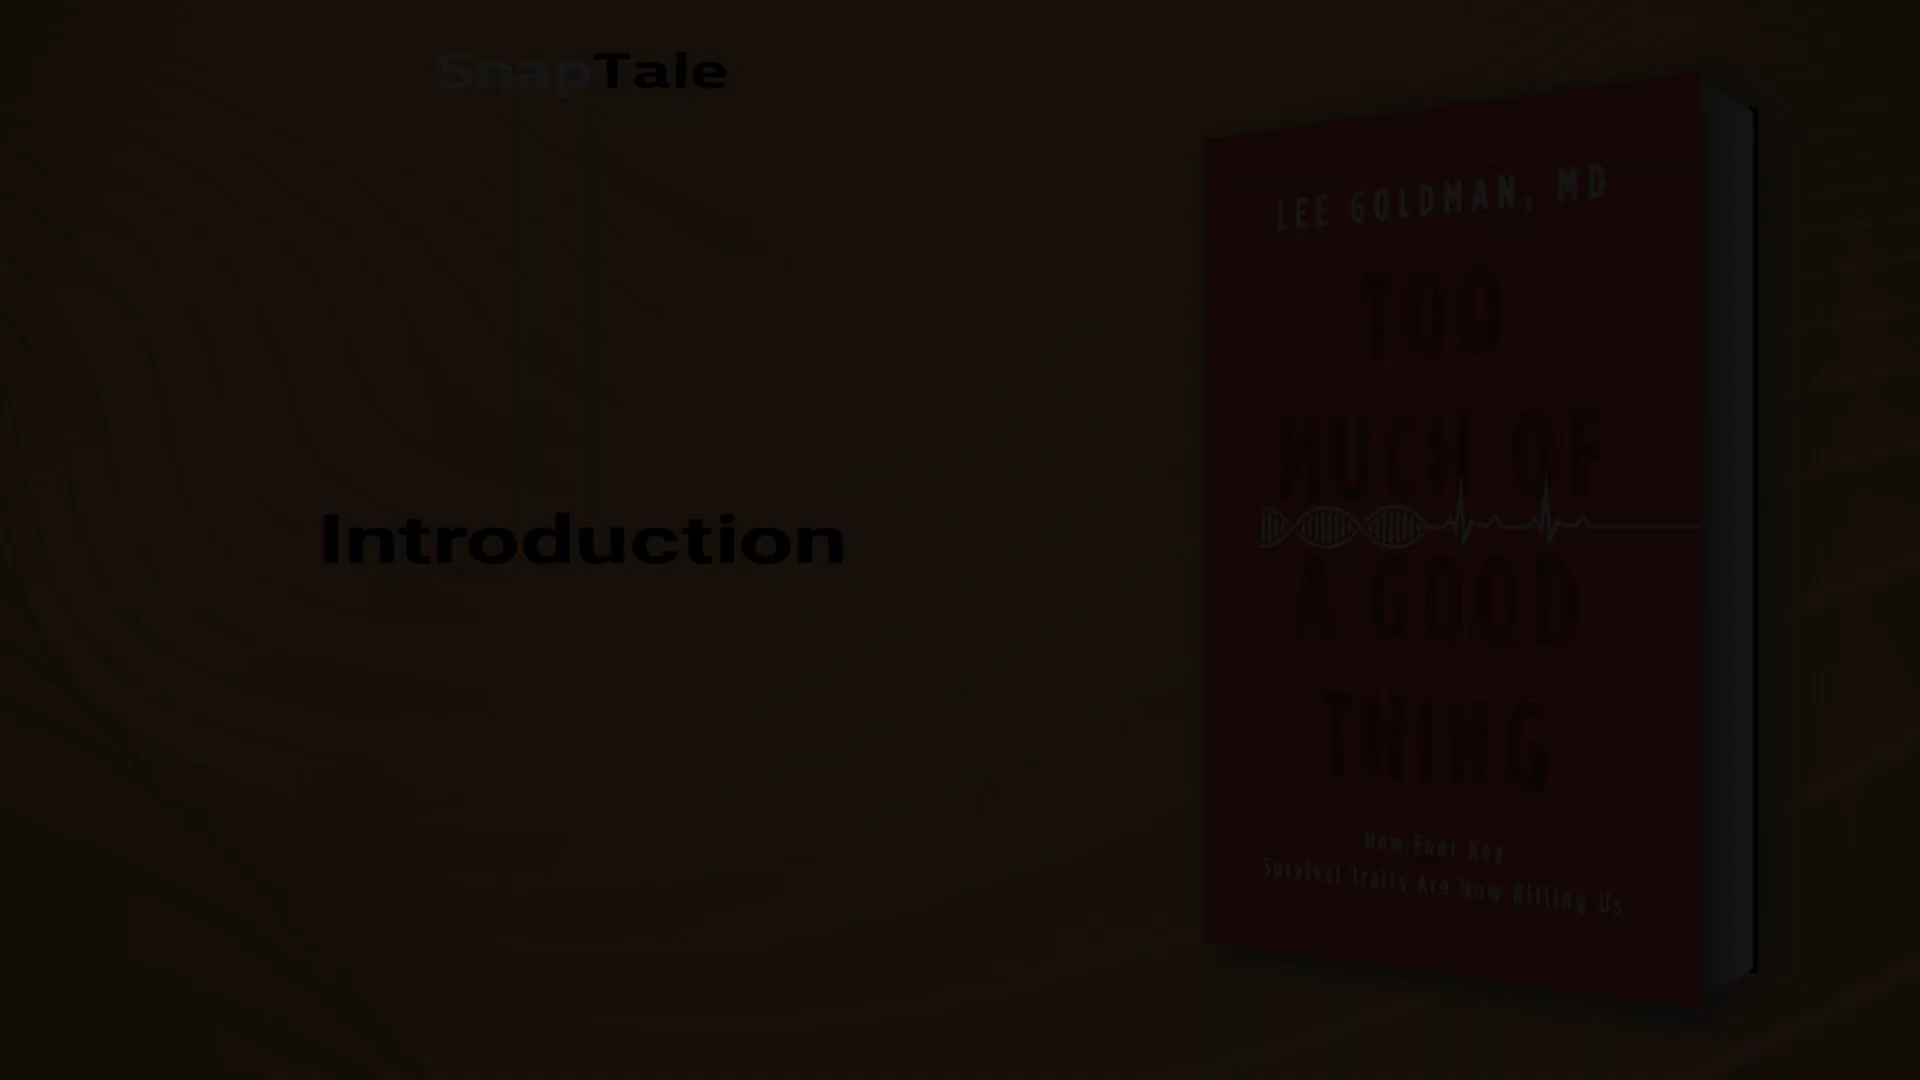 SnapTale
Introduction
LEE GOLDMAN, MD
TOO
MUCH OF
A GOOD
THING
How Four Key
Survival Traits Are Now Killing Us